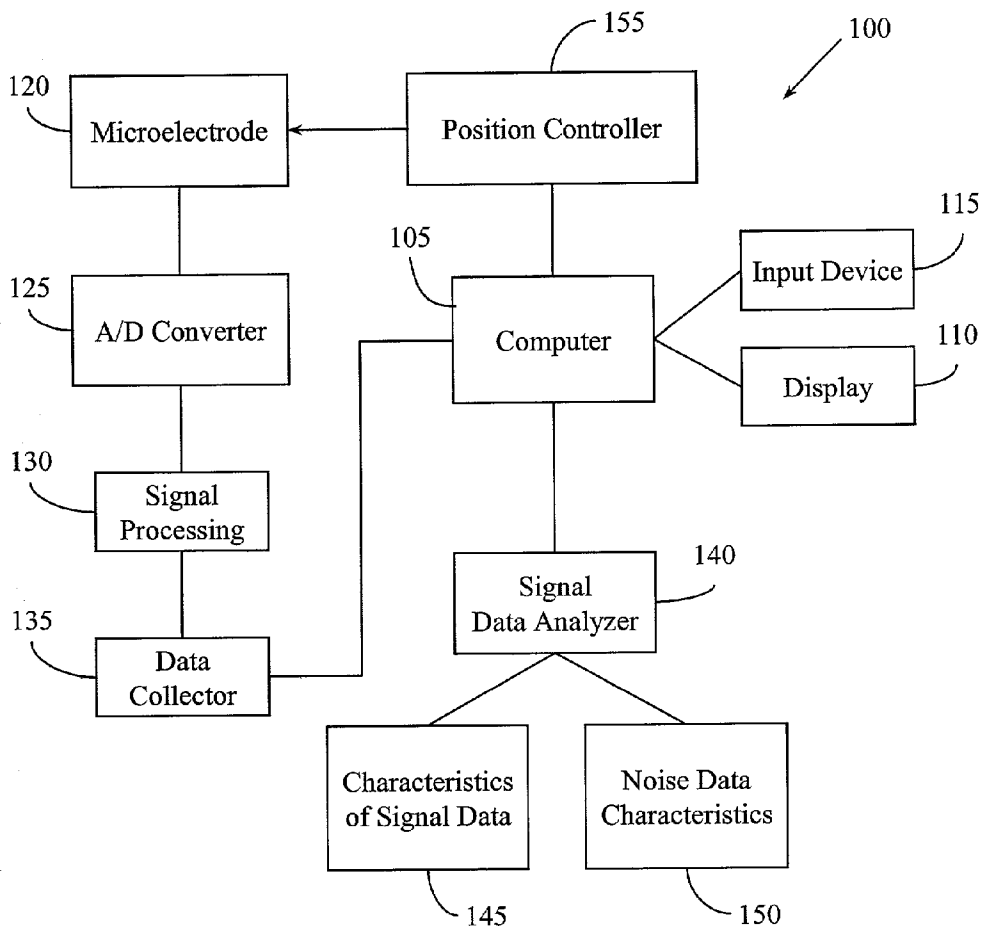 155
100
120
Microelectrode
Position Controller
105
115
Input Device
125
A/D Converter
Computer
110
Display
130
Signal
Processing
140
Signal
Data Analyzer
135
Data
Collector
Characteristics
of Signal Data
Noise Data
Characteristics
145
150